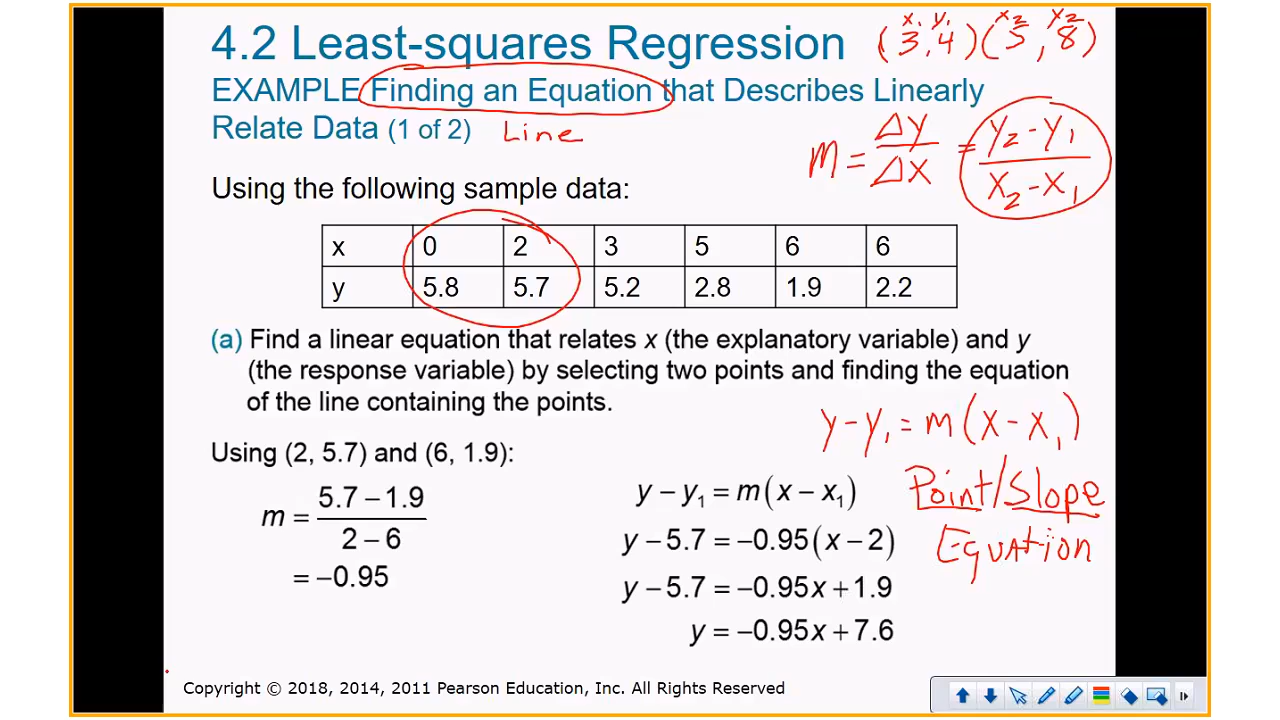 4.2 Least-squares Regression
x1 y1 x2 y2
(3,4)(5,8)
EXAMPLE Finding an Equation that Describes Linearly
Relate Data (1 of 2) Line
m = Δy/Δx = y2-y1/x2-x1
Using the following sample data:
x 0 2 3 5 6 6
y 5.8 5.7 5.2 2.8 1.9 2.2
(a) Find a linear equation that relates x (the explanatory variable) and y
(the response variable) by selecting two points and finding the equation
of the line containing the points.
y-y1 = m(x-x1)
Point/Slope
Equation
Using (2, 5.7) and (6, 1.9):
m = 5.7 – 1.9
2 – 6
= –0.95
y – y1 = m(x – x1)
y – 5.7 = –0.95(x – 2)
y – 5.7 = –0.95x + 1.9
y = –0.95x + 7.6
Copyright © 2018, 2014, 2011 Pearson Education, Inc. All Rights Reserved